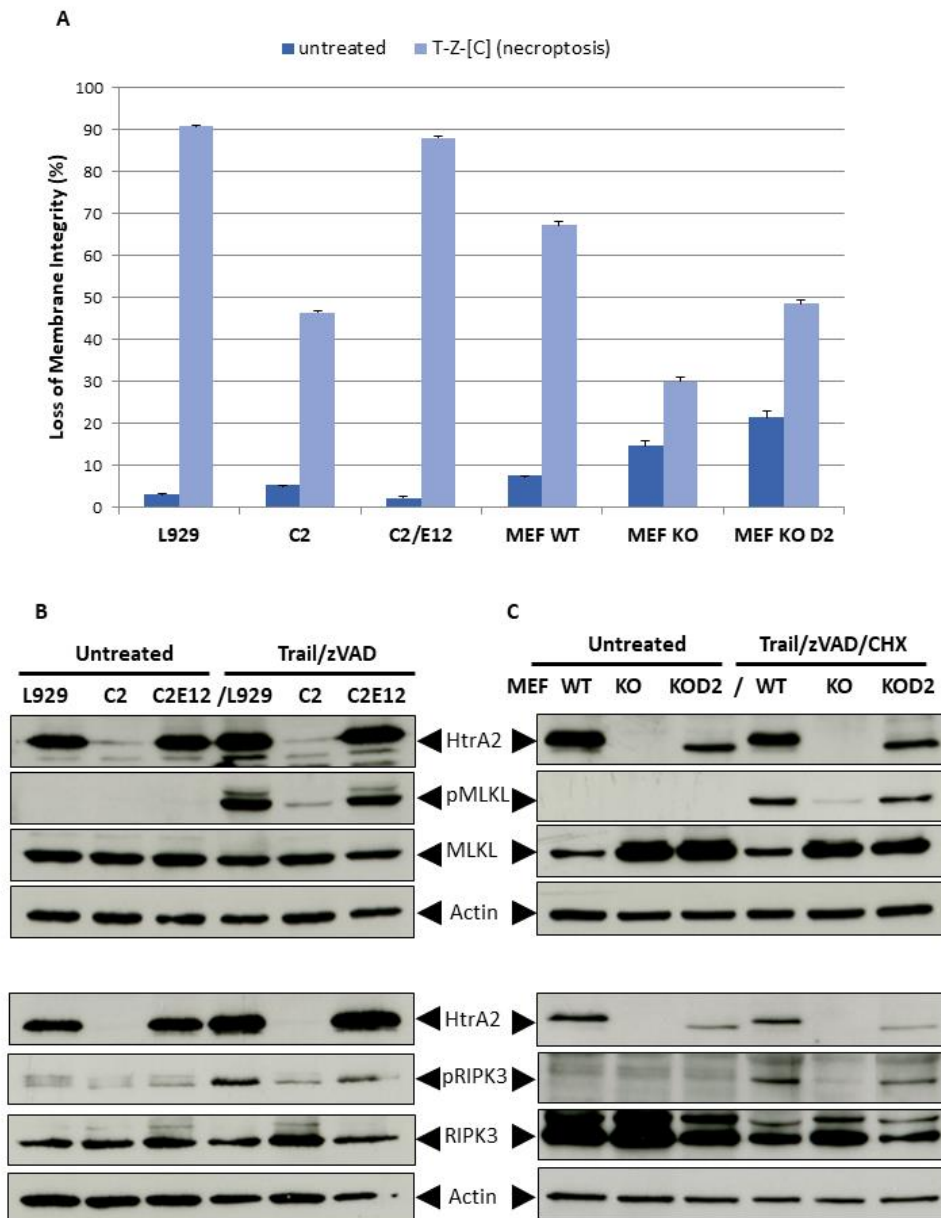 A
untreated T-Z-[C] (necroptosis)
Loss of Membrane Integrity (%)
100
90
80
70
60
50
40
30
20
10
0
L929 C2 C2/E12 MEF WT MEF KO MEF KO D2
B C
Untreated Trail/zVAD Untreated Trail/zVAD/CHX
L929 C2 C2E12 /L929 C2 C2E12 MEF WT KO KOD2 / WT KO KOD2
HtrA2
pMLKL
MLKL
Actin
HtrA2
pRIPK3
RIPK3
Actin